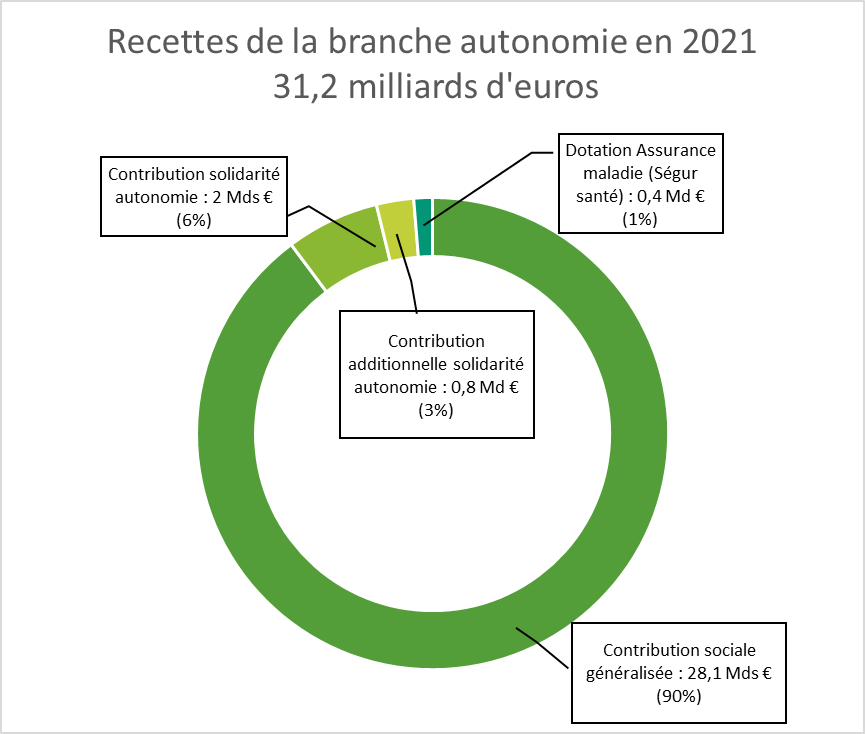 Recettes de la branche autonomie en 2021
31,2 milliards d'euros
Contribution solidarité
autonomie : 2 Mds €
(6%)
Dotation Assurance
maladie (Ségur
santé) : 0,4 Md €
(1%)
Contribution
additionnelle solidarité
autonomie : 0,8 Md €
(3%)
Contribution sociale
généralisée : 28,1 Mds €
(90%)